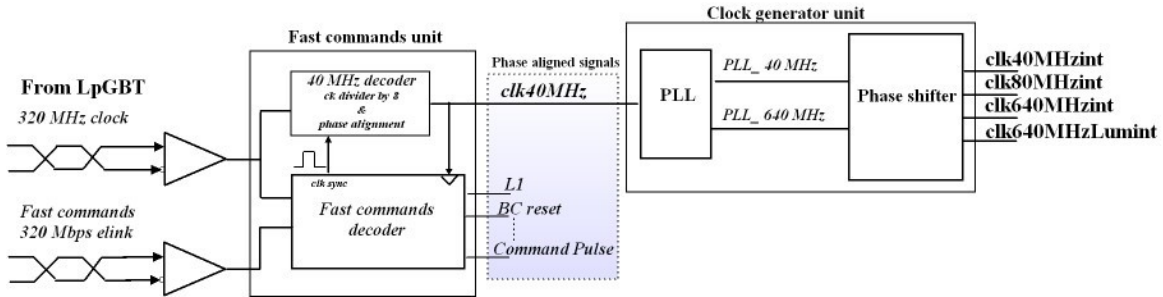 Clock generator unit
Fast commands unit
From LpGBT
320 MHz clock
40 MHz decoder
ck divider by 8
&
phase alignment
Phase aligned signals
clk40MHz
PLL
PLL_ 40 MHz
PLL_ 640 MHz
Phase shifter
clk40MHzint
clk80MHzint
clk640MHzint
clk640MHzLumint
clk sync
Fast commands
decoder
Fast commands
320 Mbps elink
L1
BC reset
Command Pulse